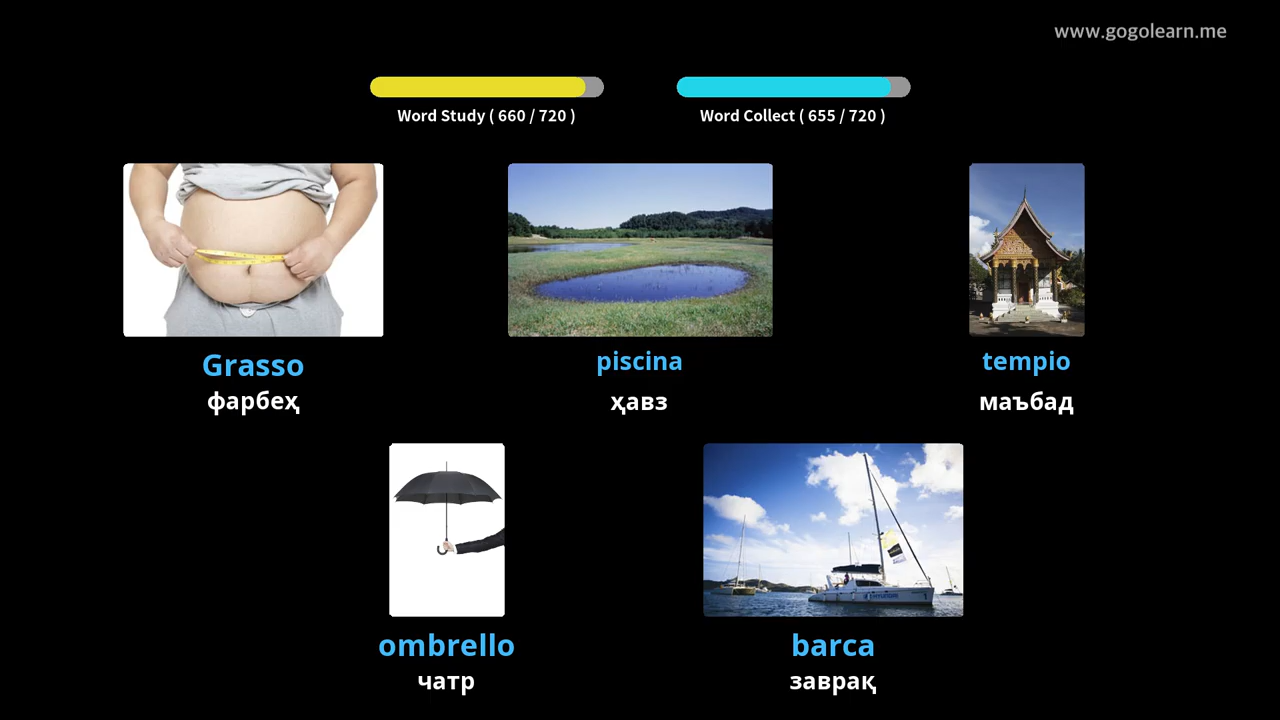 www.gogolearn.me
Word Study ( 660 / 720 )
Word Collect ( 655 / 720 )
Grasso
фарбеҳ
piscina
ҳавз
tempio
маъбад
ombrello
чатр
barca
заврақ